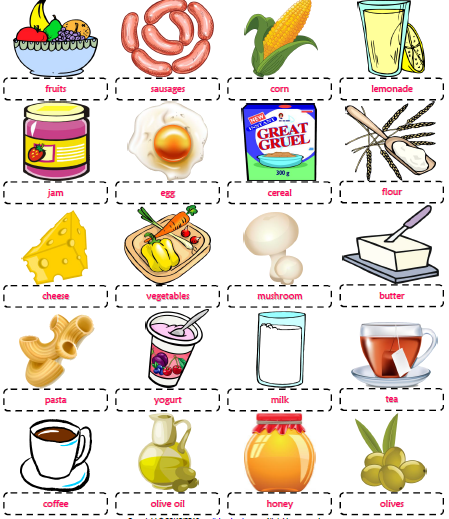 fruits sausages corn lemonade
NEW
INSTANT
GREAT
GRUEL
300 g
jam egg cereal flour
cheese vegetables mushroom butter
pasta yogurt milk tea
coffee olive oil honey olives